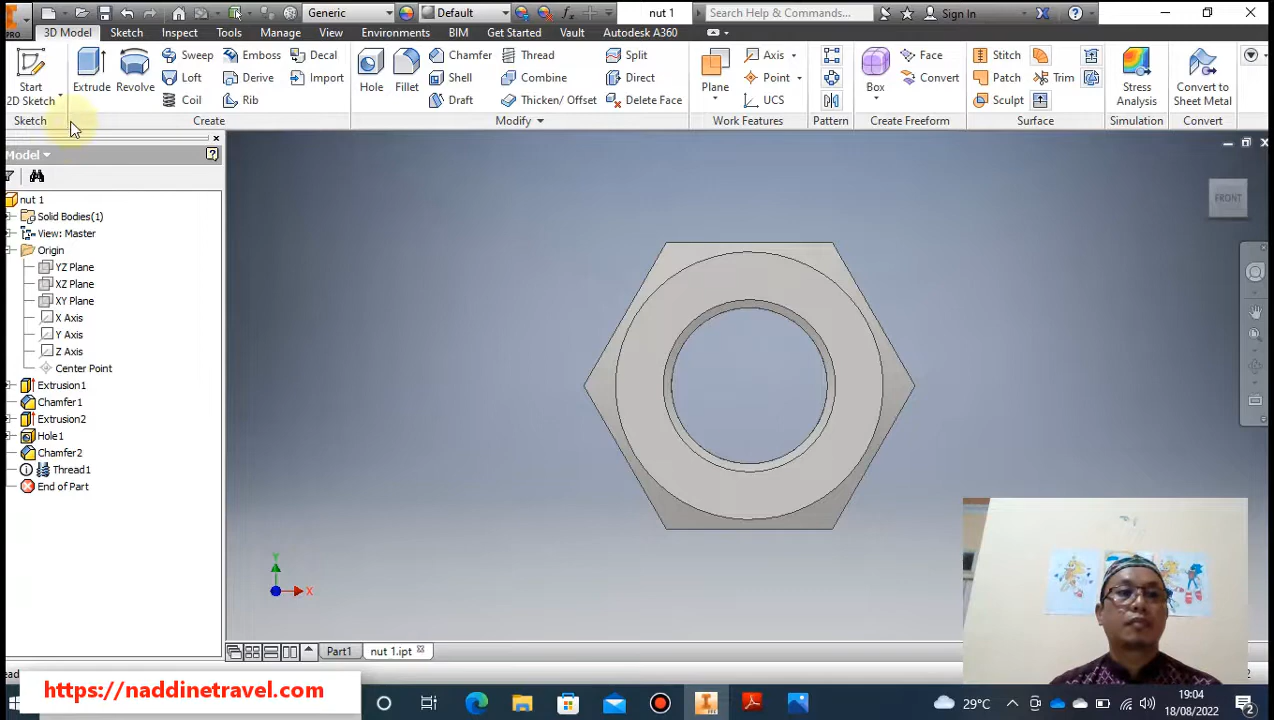 Generic
Default
nut 1
Search Help & Commands...
Sign In
PRO
3D Model
Sketch
Inspect
Tools
Manage
View
Environments
BIM
Get Started
Vault
Autodesk A360
Start
2D Sketch
Extrude
Revolve
Sweep
Loft
Coil
Emboss
Derive
Rib
Decal
Import
Hole
Fillet
Chamfer
Shell
Draft
Thread
Combine
Thicken/ Offset
Split
Direct
Delete Face
Plane
Axis
Point
UCS
Box
Face
Convert
Stitch
Patch
Sculpt
Trim
Stress
Analysis
Convert to
Sheet Metal
Sketch
Create
Modify
Work Features
Pattern
Create Freeform
Surface
Simulation
Convert
Model
nut 1
Solid Bodies(1)
View: Master
Origin
YZ Plane
XZ Plane
XY Plane
X Axis
Y Axis
Z Axis
Center Point
Extrusion1
Chamfer1
Extrusion2
Hole1
Chamfer2
Thread1
End of Part
FRONT
Y
X
Part1
nut 1.ipt
https://naddinetravel.com
29°C
19:04
18/08/2022
2